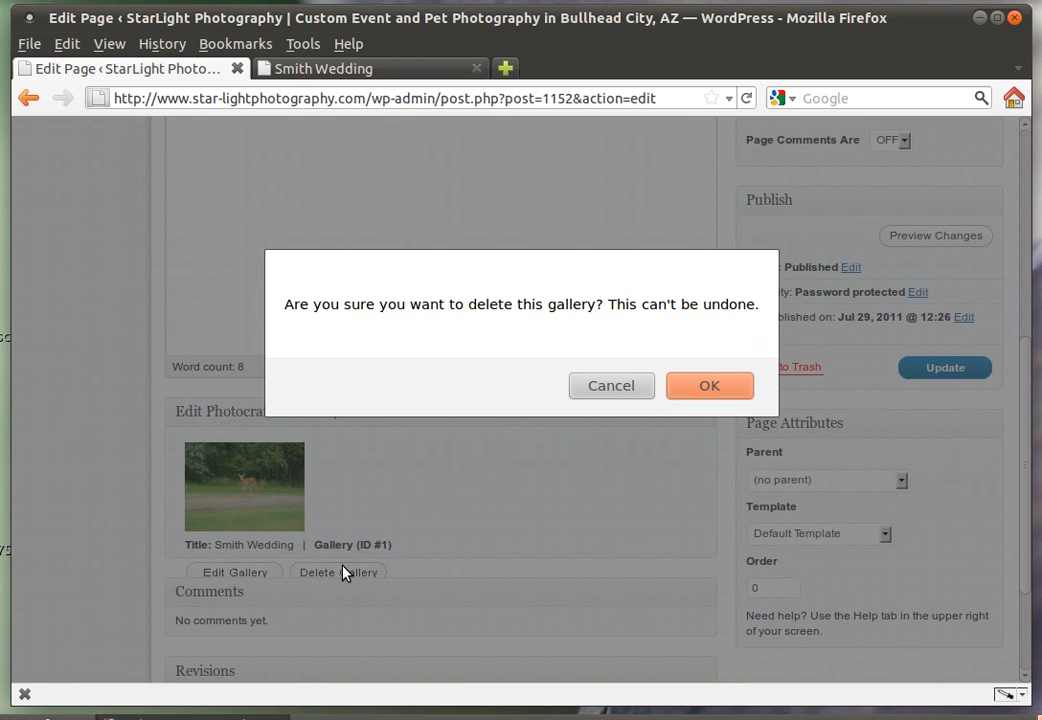 Edit Page ‹ StarLight Photography | Custom Event and Pet Photography in Bullhead City, AZ — WordPress - Mozilla Firefox
File Edit View History Bookmarks Tools Help
Edit Page ‹ StarLight Photo... Smith Wedding
http://www.star-lightphotography.com/wp-admin/post.php?post=1152&action=edit Google
Page Comments Are OFF
Publish
Preview Changes
Published Edit
Password protected Edit
Jul 29, 2011 @ 12:26 Edit
Are you sure you want to delete this gallery? This can't be undone.
Cancel OK
Word count: 8
to Trash Update
Edit
Page Attributes
Parent
(no parent)
Template
Default Template
Order
0
Need help? Use the Help tab in the upper right
of your screen.
Title: Smith Wedding | Gallery (ID #1)
Edit Gallery Delete Gallery
Comments
No comments yet.
Revisions